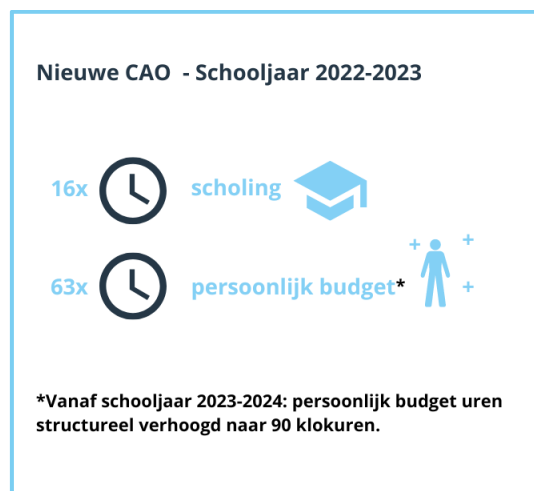 Nieuwe CAO - Schooljaar 2022-2023
16x scholing
63x persoonlijk budget*
*Vanaf schooljaar 2023-2024: persoonlijk budget uren
structureel verhoogd naar 90 klokuren.